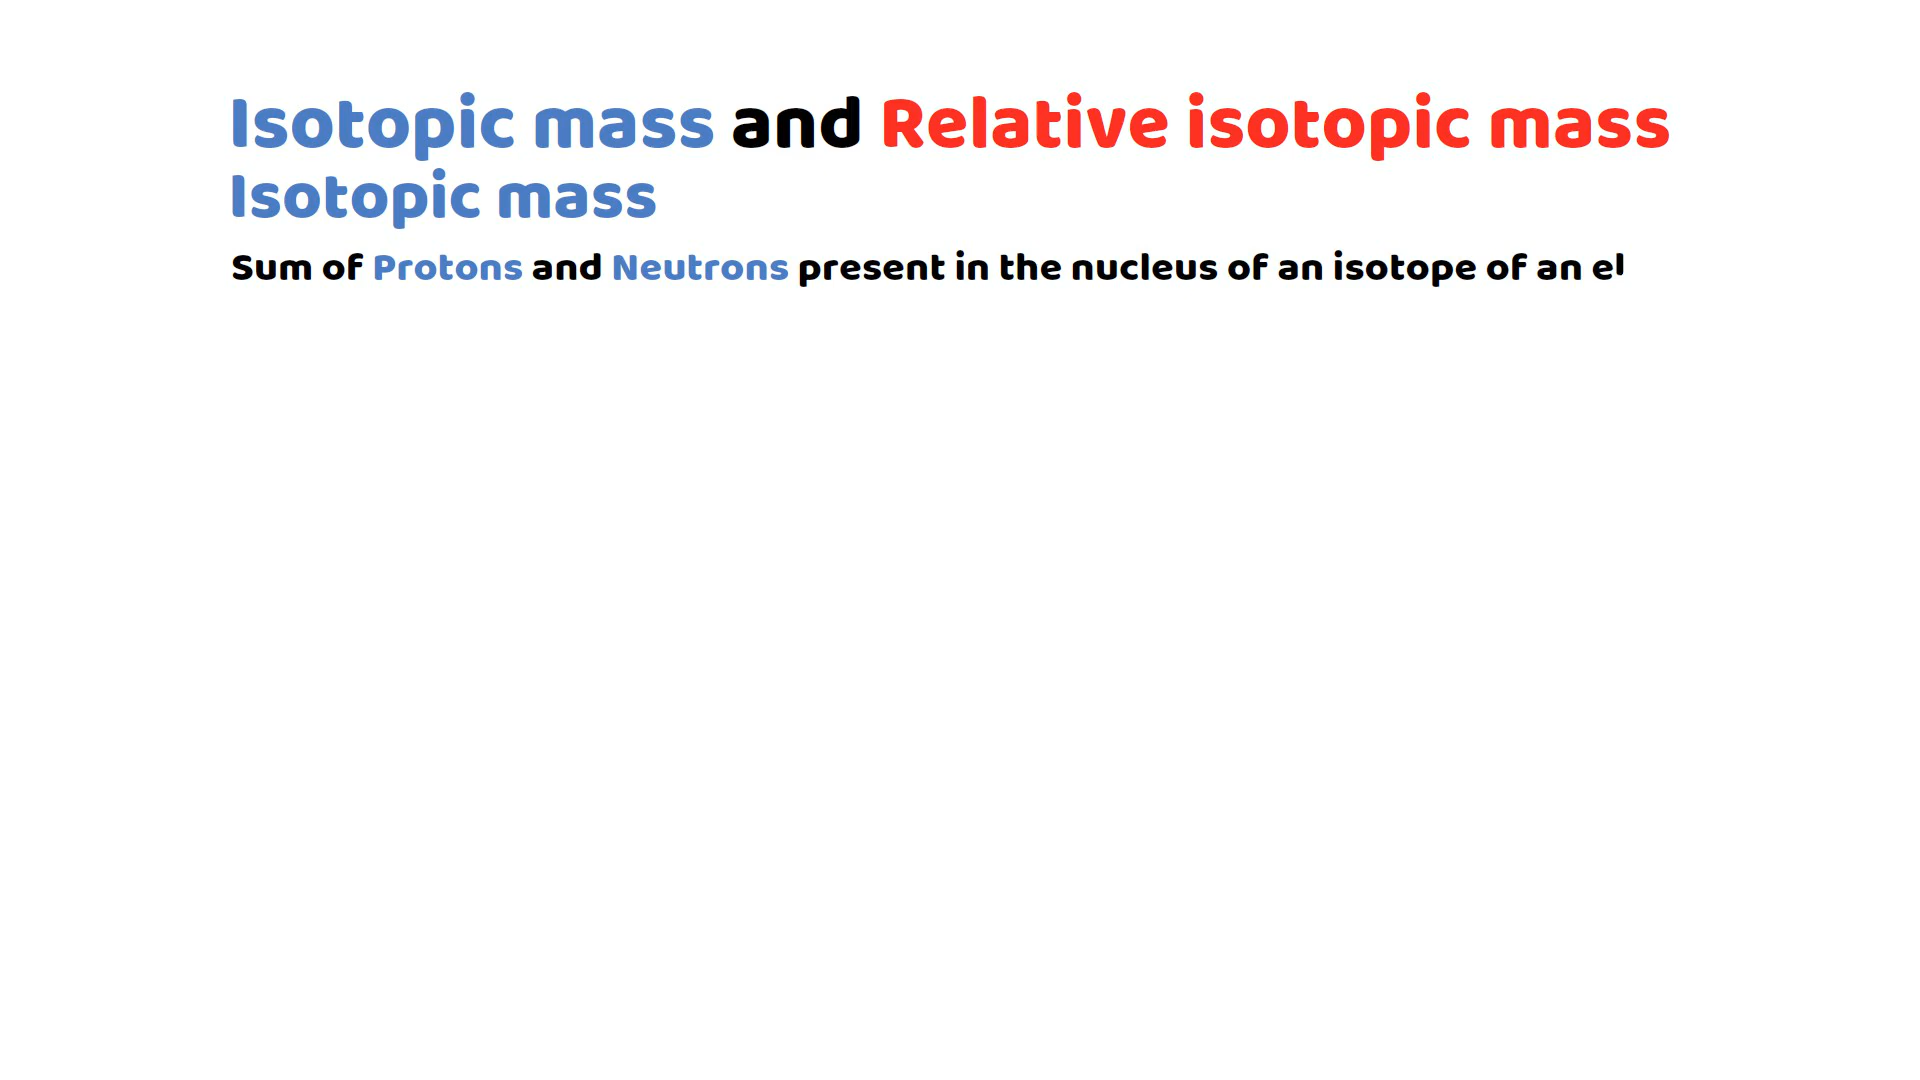 Isotopic mass and Relative isotopic mass
Isotopic mass
Sum of Protons and Neutrons present in the nucleus of an isotope of an el